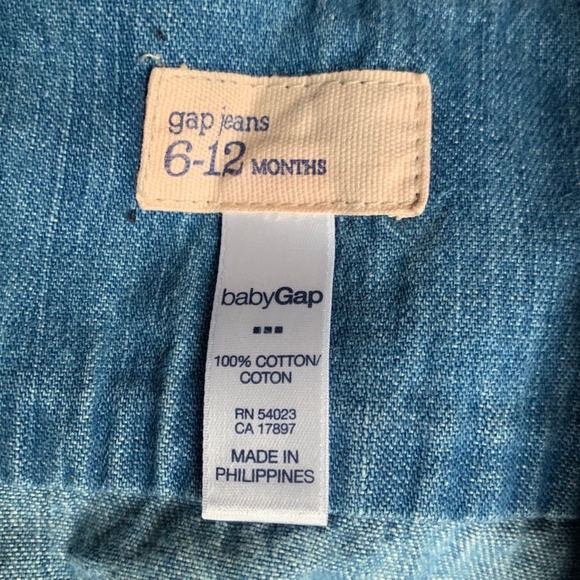 gap jeans
6-12 MONTHS
babyGap
100% COTTON/
COTON
RN 54023
CA 17897
MADE IN
PHILIPPINES